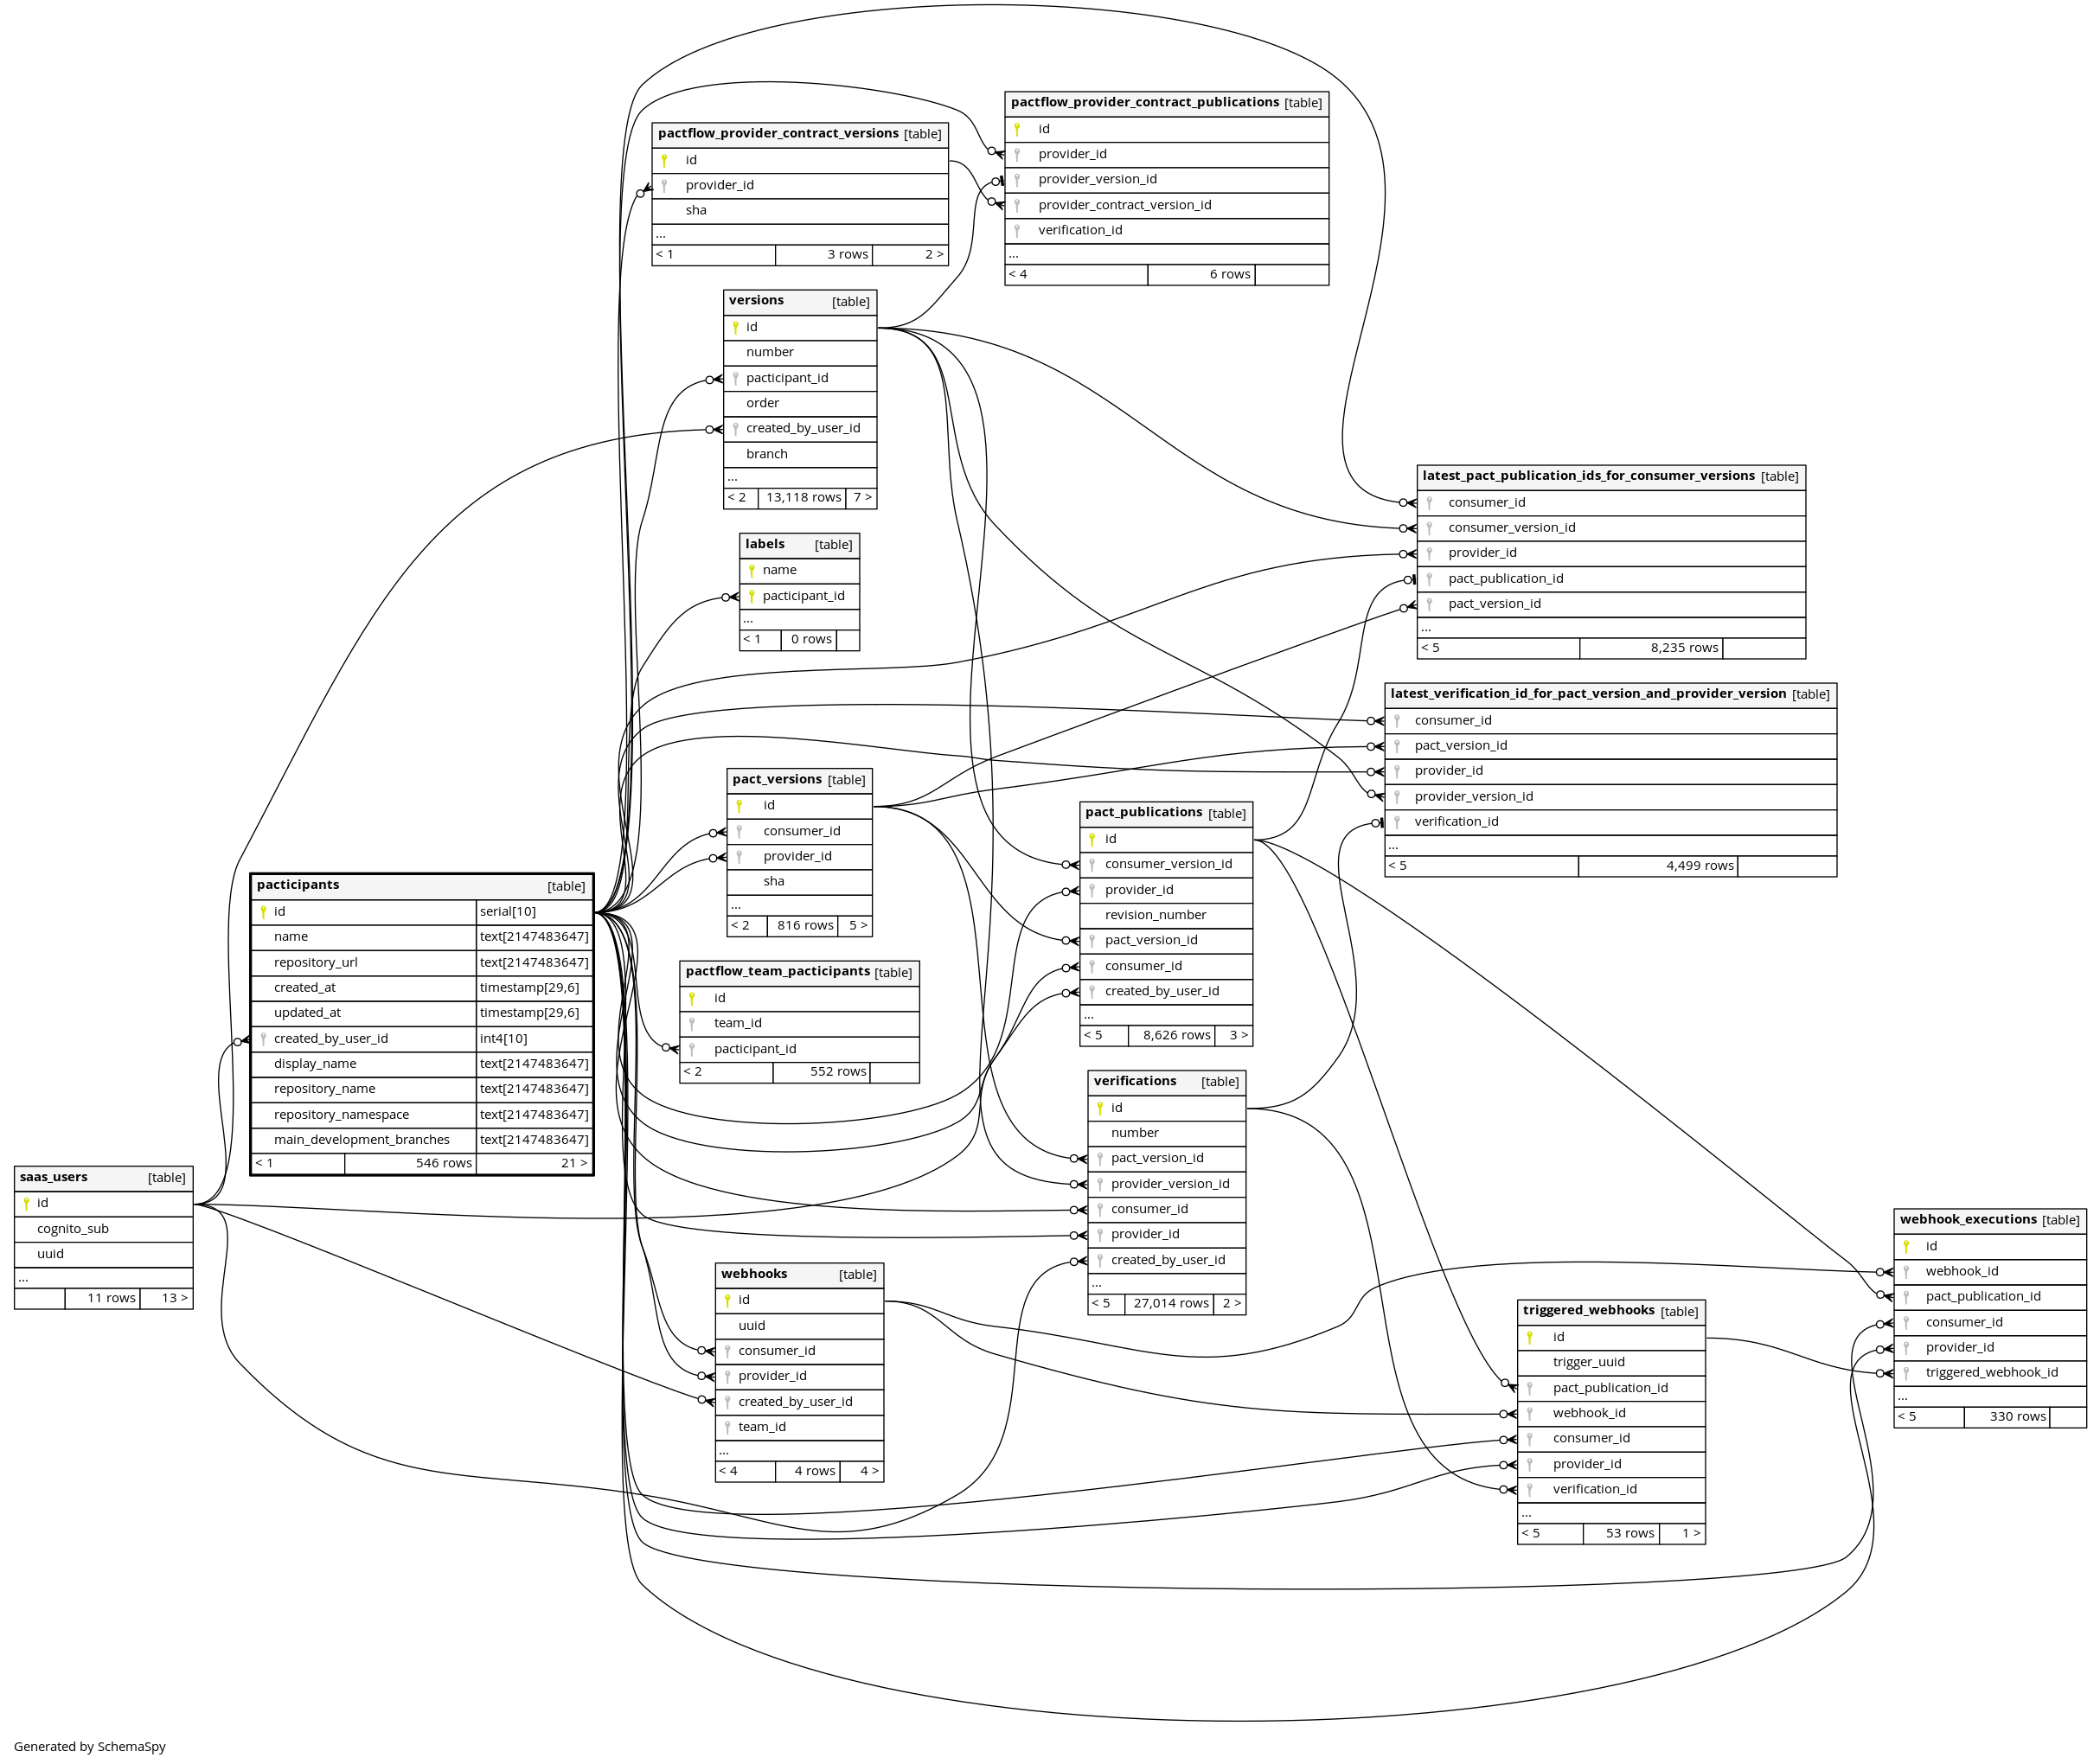 pactflow_provider_contract_publications [table]
id
provider_id
provider_version_id
provider_contract_version_id
verification_id
...
< 4 6 rows
pactflow_provider_contract_versions [table]
id
provider_id
sha
...
< 1 3 rows 2 >
versions [table]
id
number
pacticipant_id
order
created_by_user_id
branch
...
< 2 13,118 rows 7 >
latest_pact_publication_ids_for_consumer_versions [table]
consumer_id
consumer_version_id
provider_id
pact_publication_id
pact_version_id
...
< 5 8,235 rows
labels [table]
name
pacticipant_id
...
< 1 0 rows
latest_verification_id_for_pact_version_and_provider_version [table]
consumer_id
pact_version_id
provider_id
provider_version_id
verification_id
...
< 5 4,499 rows
pact_versions [table]
id
consumer_id
provider_id
sha
...
< 2 816 rows 5 >
pact_publications [table]
id
consumer_version_id
provider_id
revision_number
pact_version_id
consumer_id
created_by_user_id
...
< 5 8,626 rows 3 >
pacticipants [table]
id serial[10]
name text[2147483647]
repository_url text[2147483647]
created_at timestamp[29,6]
updated_at timestamp[29,6]
created_by_user_id int4[10]
display_name text[2147483647]
repository_name text[2147483647]
repository_namespace text[2147483647]
main_development_branches text[2147483647]
< 1 546 rows 21 >
pactflow_team_pacticipants [table]
id
team_id
pacticipant_id
< 2 552 rows
verifications [table]
id
number
pact_version_id
provider_version_id
consumer_id
provider_id
created_by_user_id
...
< 5 27,014 rows 2 >
saas_users [table]
id
cognito_sub
uuid
...
11 rows 13 >
webhook_executions [table]
id
webhook_id
pact_publication_id
consumer_id
provider_id
triggered_webhook_id
...
< 5 330 rows
webhooks [table]
id
uuid
consumer_id
provider_id
created_by_user_id
team_id
...
< 4 4 rows 4 >
triggered_webhooks [table]
id
trigger_uuid
pact_publication_id
webhook_id
consumer_id
provider_id
verification_id
...
< 5 53 rows 1 >
Generated by SchemaSpy